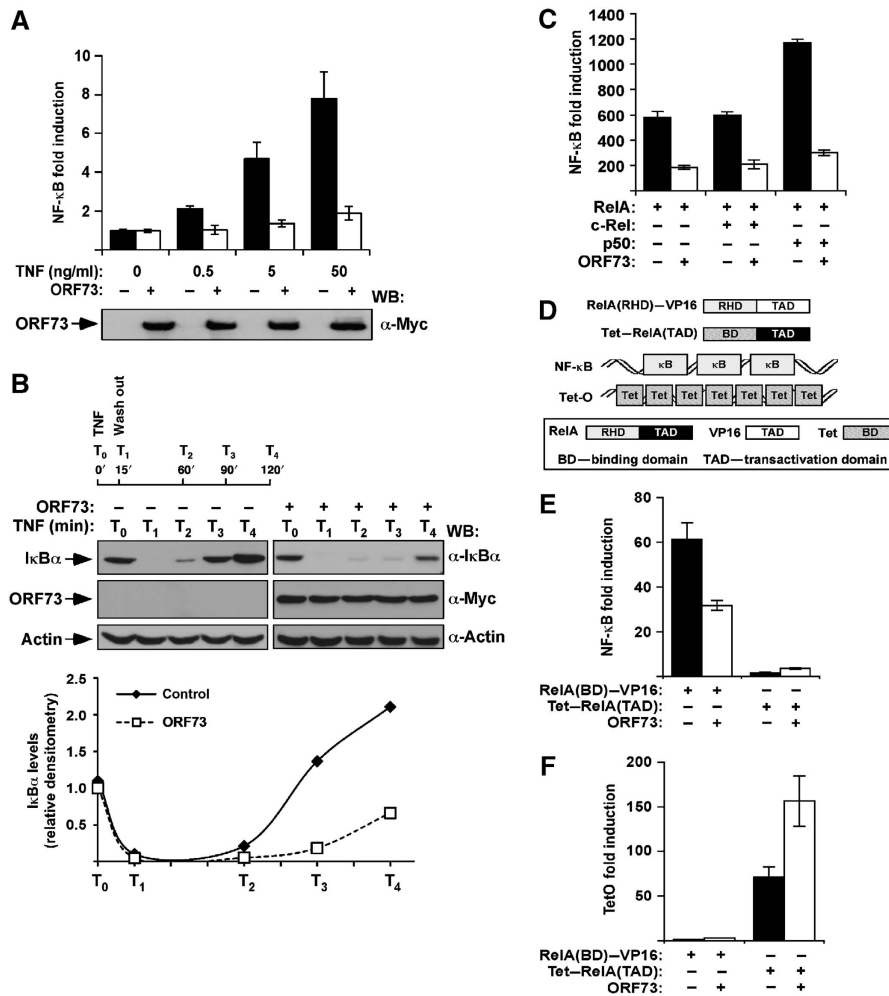 A
10
8
6
4
2
NF-κB fold induction
TNF (ng/ml): 0 0.5 5 50
ORF73: – + – + – + – + WB:
ORF73 α-Myc
B
TNF
Wash out
T0 T1 T2 T3 T4
0′ 15′ 60′ 90′ 120′
ORF73: – – – – – + + + + +
TNF (min): T0 T1 T2 T3 T4 T0 T1 T2 T3 T4 WB:
IκBα α-IκBα
ORF73 α-Myc
Actin α-Actin
2.5
2.0
1.5
1.0
0.5
IκBα levels
(relative densitometry)
Control
ORF73
T0 T1 T2 T3 T4
C
1400
1200
1000
800
600
400
200
0
NF-κB fold induction
RelA: + + + + + +
c-Rel – – + + – –
p50 – – – – + +
ORF73: – + – + – +
D
RelA(RHD)–VP16 RHD TAD
Tet–RelA(TAD) BD TAD
NF-κB κB κB κB
Tet-O Tet Tet Tet Tet Tet Tet Tet
RelA RHD TAD VP16 TAD Tet BD
BD—binding domain TAD—transactivation domain
E
80
60
40
20
NF-κB fold induction
RelA(BD)–VP16: + + – –
Tet–RelA(TAD): – – + +
ORF73: – + – +
F
200
150
100
50
0
TetO fold induction
RelA(BD)–VP16: + + – –
Tet–RelA(TAD): – – + +
ORF73: – + – +